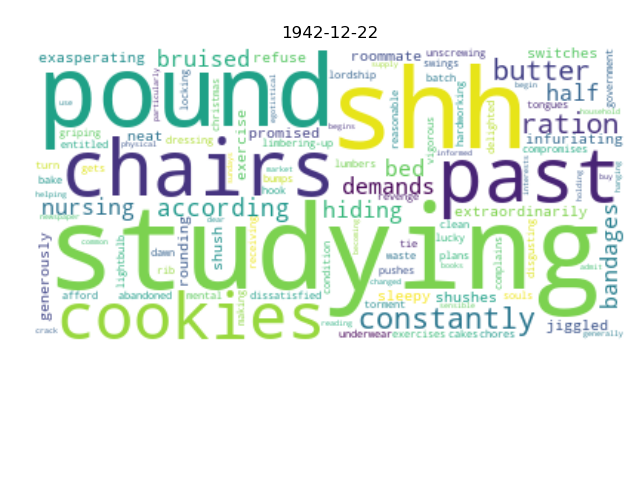 1942-12-22
exasperating bruised refuse roommate unscrewing switches
pound shh swings batch butter government
use particularly locking christmas egotistical lordship supply reasonable hardworking delighted begin half
griping neat exercise promised begins tongues ration household
entitled physical dressing limbering-up vigorous informed infuriating compromises
chairs past
turn gets sundays market bumps lumbers bed interests holding buy hanging
bake helping hook revenge demands
nursing according hiding extraordinarily
newspaper dear becoming clean
studying
generously common lightbulb dawn rounding shush receiving condition tie lucky disgusting bandages
rib waste plans complains
abandoned mental dissatisfied pushes changed books admit
afford making sleepy shushes souls
cookies torment sensible constantly jiggled
crack reading underwear exercises cakes chores generally